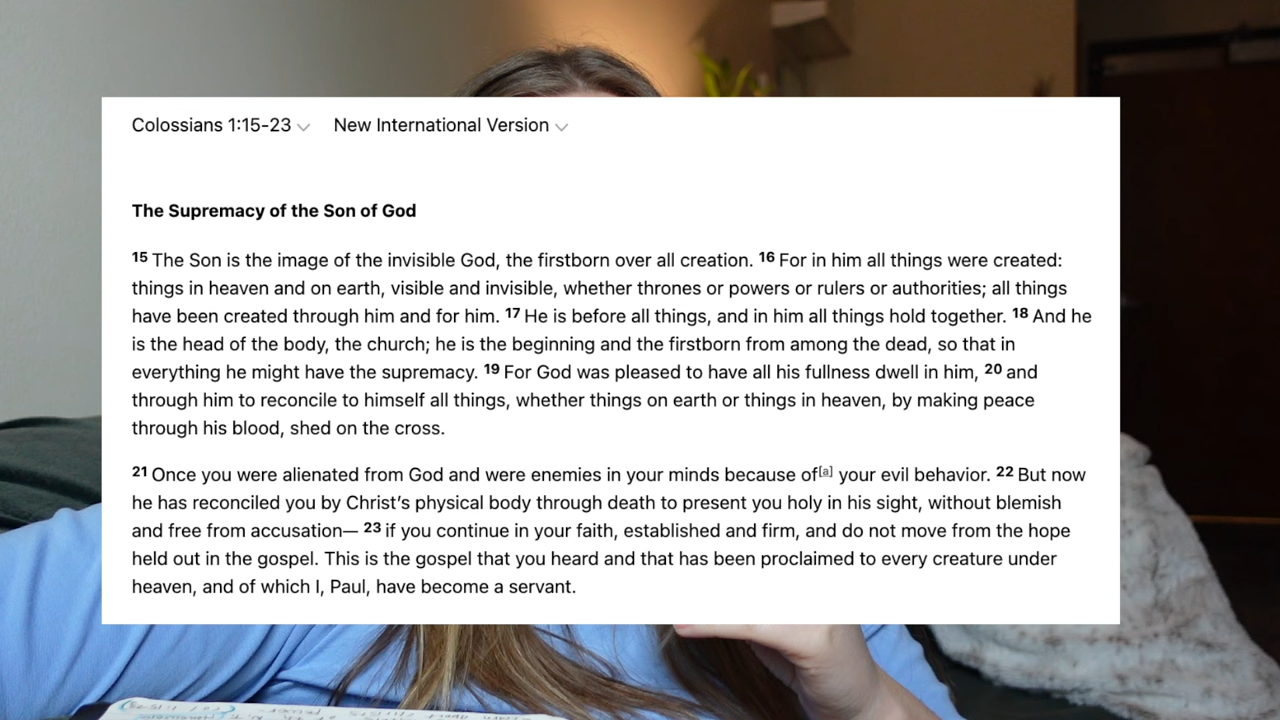 Colossians 1:15-23 New International Version
The Supremacy of the Son of God
15 The Son is the image of the invisible God, the firstborn over all creation. 16 For in him all things were created:
things in heaven and on earth, visible and invisible, whether thrones or powers or rulers or authorities; all things
have been created through him and for him. 17 He is before all things, and in him all things hold together. 18 And he
is the head of the body, the church; he is the beginning and the firstborn from among the dead, so that in
everything he might have the supremacy. 19 For God was pleased to have all his fullness dwell in him, 20 and
through him to reconcile to himself all things, whether things on earth or things in heaven, by making peace
through his blood, shed on the cross.
21 Once you were alienated from God and were enemies in your minds because of[a] your evil behavior. 22 But now
he has reconciled you by Christ’s physical body through death to present you holy in his sight, without blemish
and free from accusation— 23 if you continue in your faith, established and firm, and do not move from the hope
held out in the gospel. This is the gospel that you heard and that has been proclaimed to every creature under
heaven, and of which I, Paul, have become a servant.